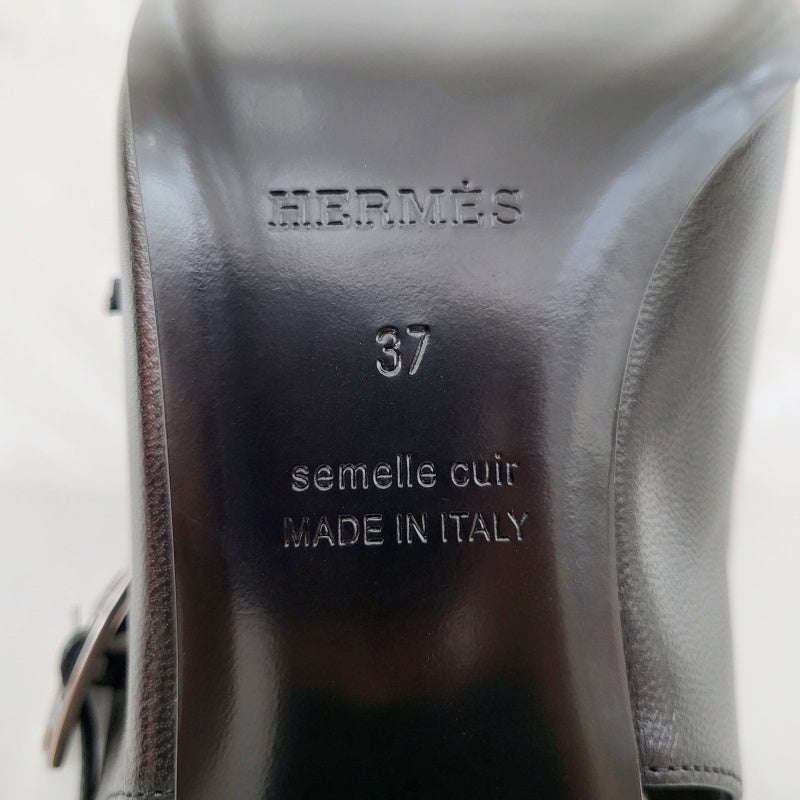 HERMÈS
37
semelle cuir
MADE IN ITALY